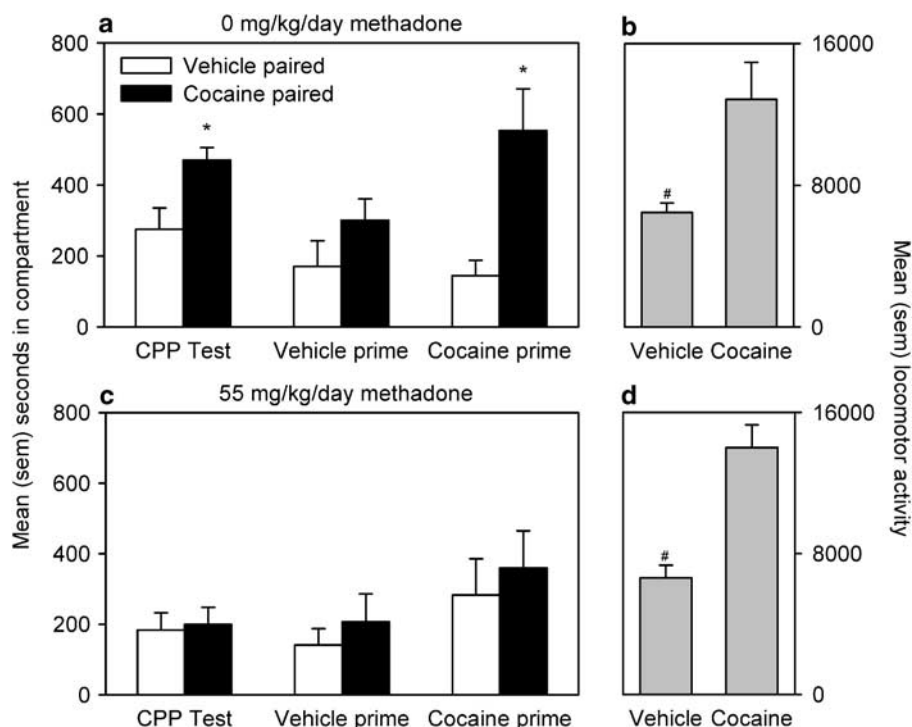 a 0 mg/kg/day methadone b
800 16000
Vehicle paired
Cocaine paired
*
*
600
400 8000
#
200
0 0
CPP Test Vehicle prime Cocaine prime Vehicle Cocaine
Mean (sem) seconds in compartment
Mean (sem) locomotor activity
c 55 mg/kg/day methadone d
800 16000
600
400 8000
#
200
0 0
CPP Test Vehicle prime Cocaine prime Vehicle Cocaine